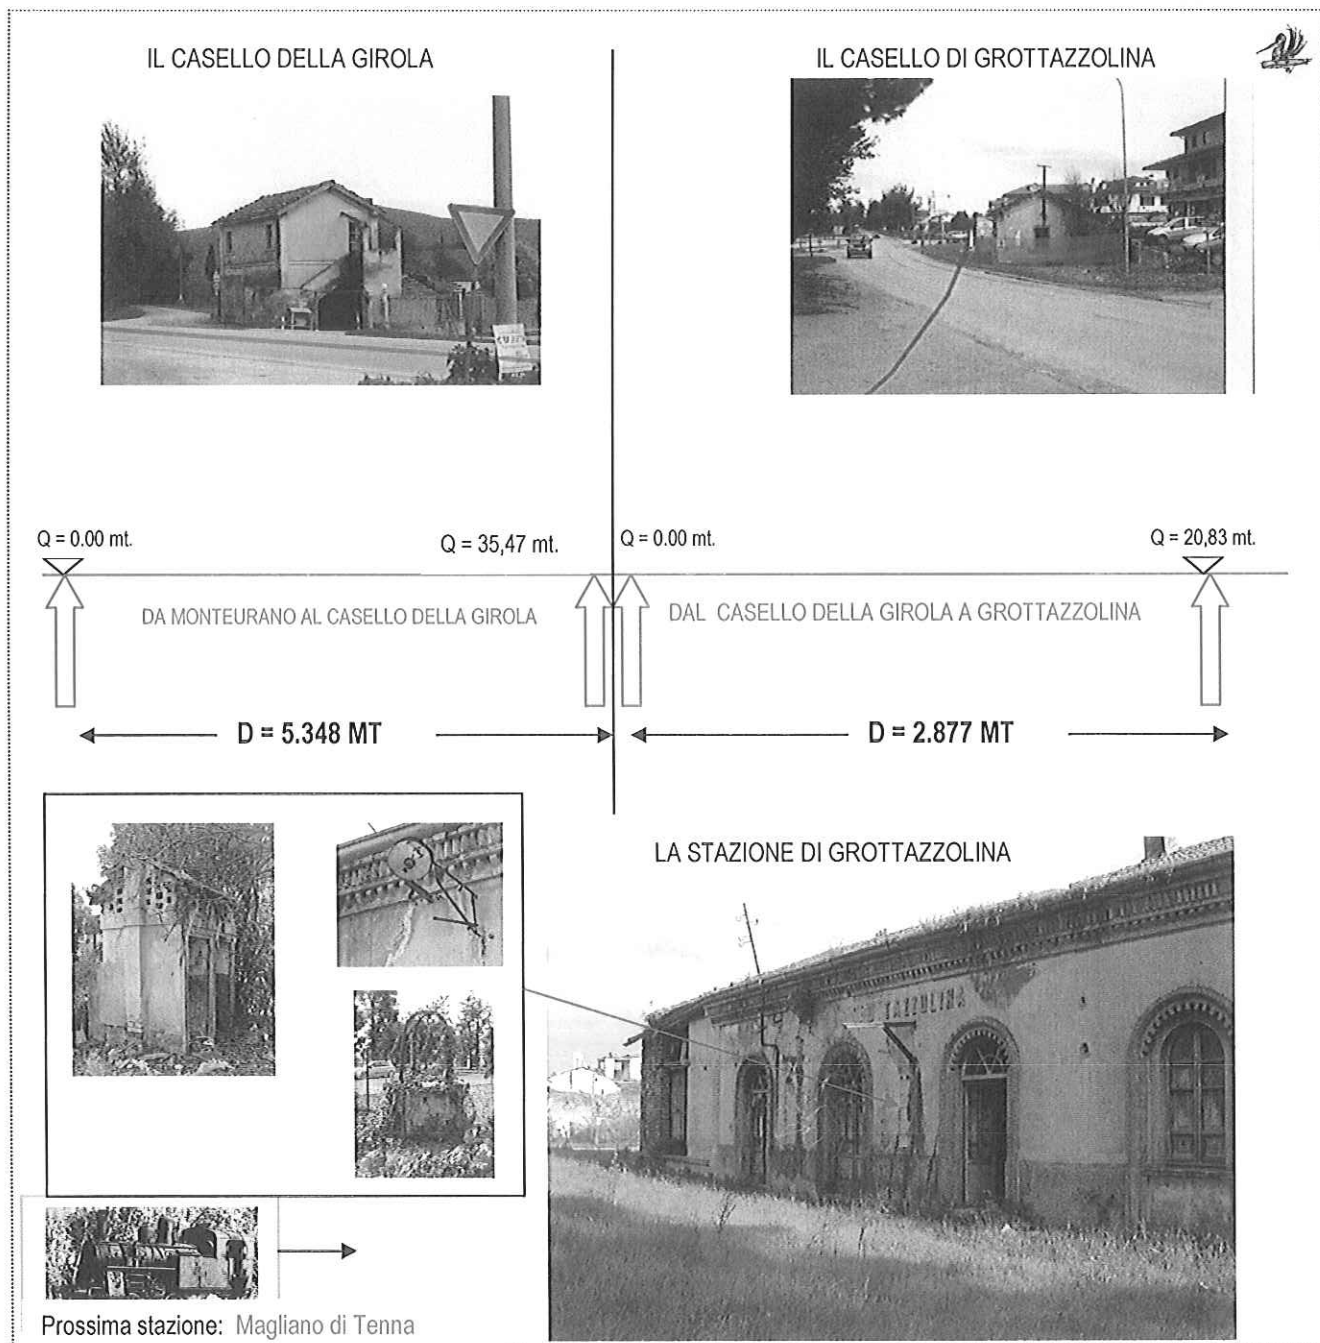 IL CASELLO DELLA GIROLA
IL CASELLO DI GROTTAZZOLINA
Q = 0.00 mt.
Q = 35,47 mt.
Q = 0.00 mt.
Q = 20,83 mt.
DA MONTEURANO AL CASELLO DELLA GIROLA
DAL CASELLO DELLA GIROLA A GROTTAZZOLINA
D = 5.348 MT
D = 2.877 MT
LA STAZIONE DI GROTTAZZOLINA
Prossima stazione: Magliano di Tenna